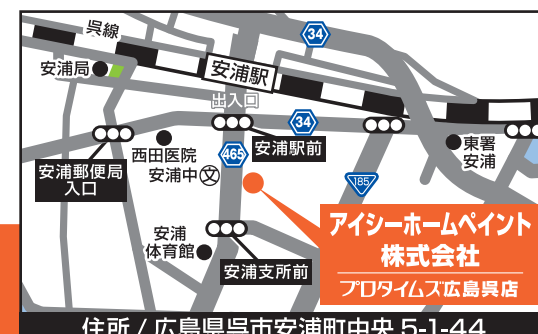 呉線
34
安浦局
安浦駅
出入口
34
西田医院
465
安浦駅前
東署
安浦
安浦郵便局
入口
安浦中 文
185
アイシーホームペイント
株式会社
プロタイムズ広島呉店
安浦
体育館
安浦支所前
住所 / 広島県呉市安浦町中央 5-1-44